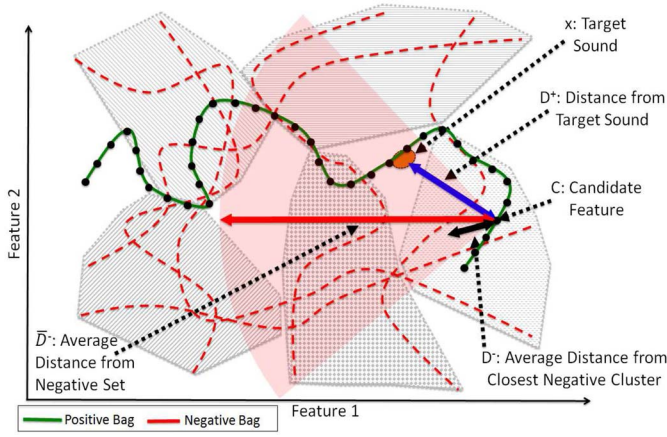 x: Target
Sound
D⁺: Distance from
Target Sound
C: Candidate
Feature
Feature 2
D̅⁻: Average
Distance from
Negative Set
D⁻: Average Distance from
Closest Negative Cluster
Feature 1
Positive Bag
Negative Bag